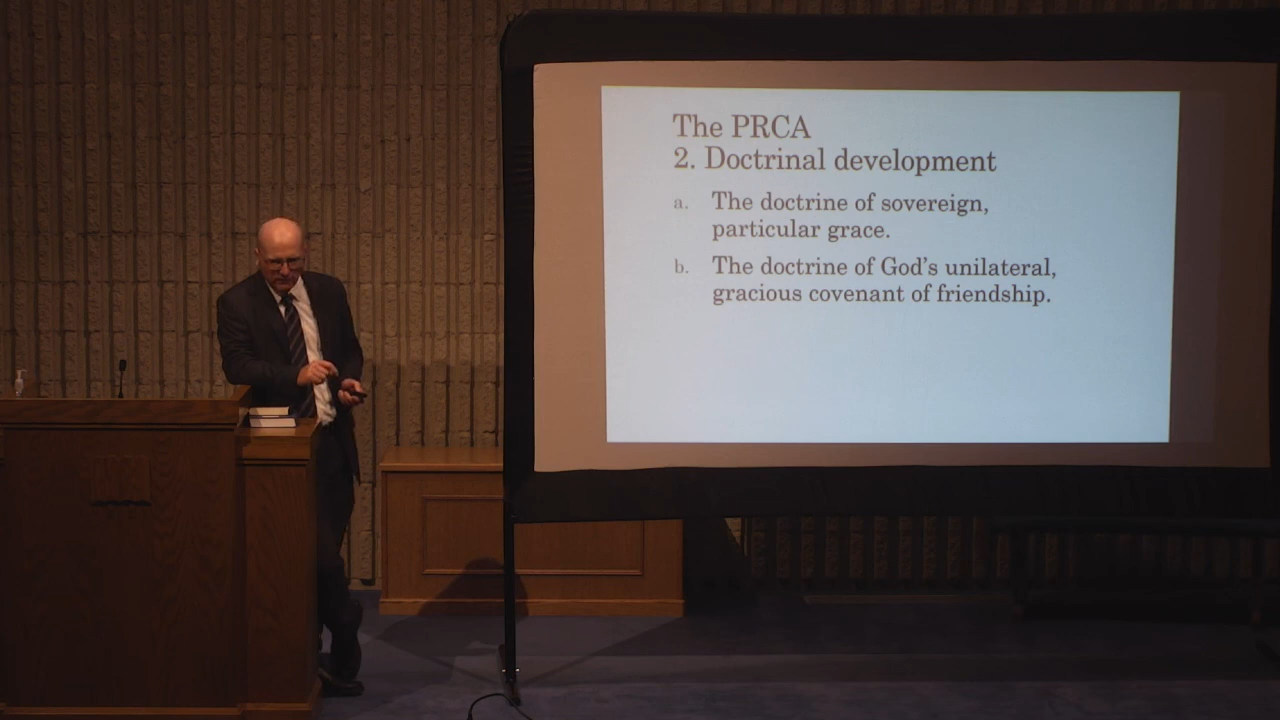 The PRCA
2. Doctrinal development
a. The doctrine of sovereign,
particular grace.
b. The doctrine of God's unilateral,
gracious covenant of friendship.